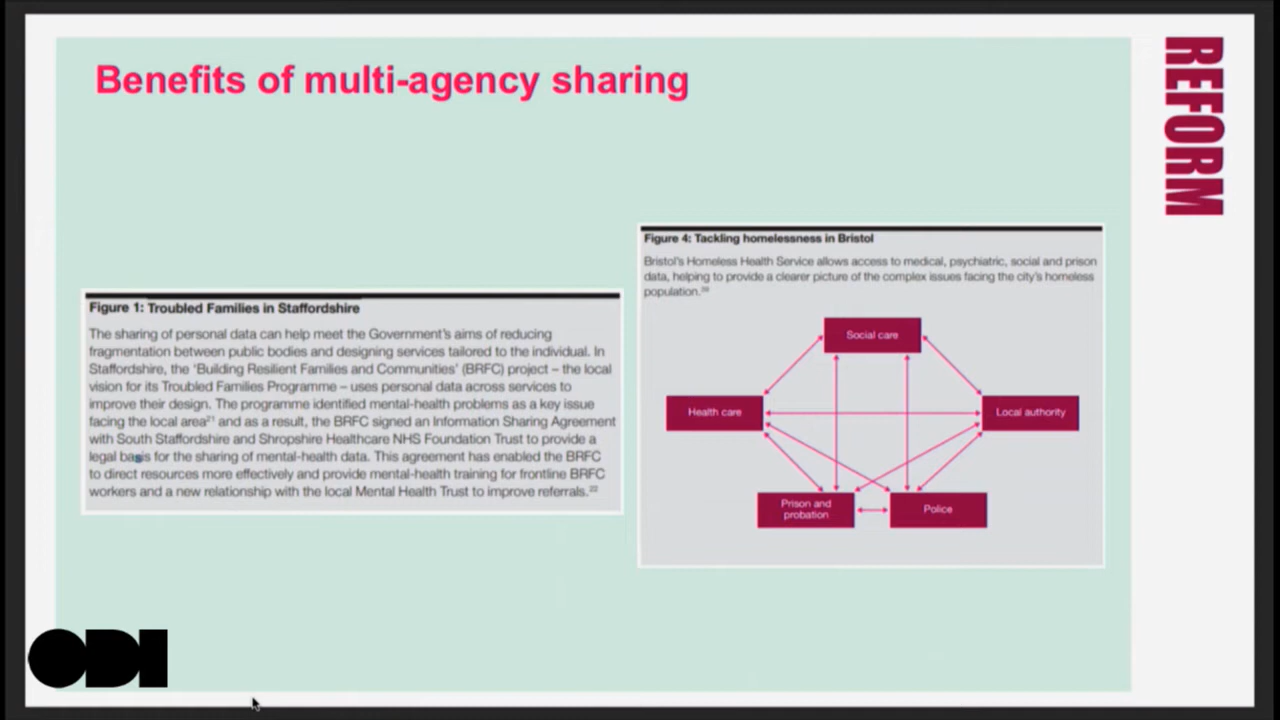 Benefits of multi-agency sharing
REFORM
Figure 1: Troubled Families in Staffordshire
The sharing of personal data can help meet the Government's aims of reducing
fragmentation between public bodies and designing services tailored to the individual. In
Staffordshire, the 'Building Resilient Families and Communities' (BRFC) project – the local
vision for its Troubled Families Programme – uses personal data across services to
improve their design. The programme identified mental-health problems as a key issue
facing the local area²¹ and as a result, the BRFC signed an Information Sharing Agreement
with South Staffordshire and Shropshire Healthcare NHS Foundation Trust to provide a
legal basis for the sharing of mental-health data. This agreement has enabled the BRFC
to direct resources more effectively and provide mental-health training for frontline BRFC
workers and a new relationship with the local Mental Health Trust to improve referrals.²²
Figure 4: Tackling homelessness in Bristol
Bristol's Homeless Health Service allows access to medical, psychiatric, social and prison
data, helping to provide a clearer picture of the complex issues facing the city's homeless
population.³⁹
Social care
Health care
Local authority
Prison and
probation
Police
ODI